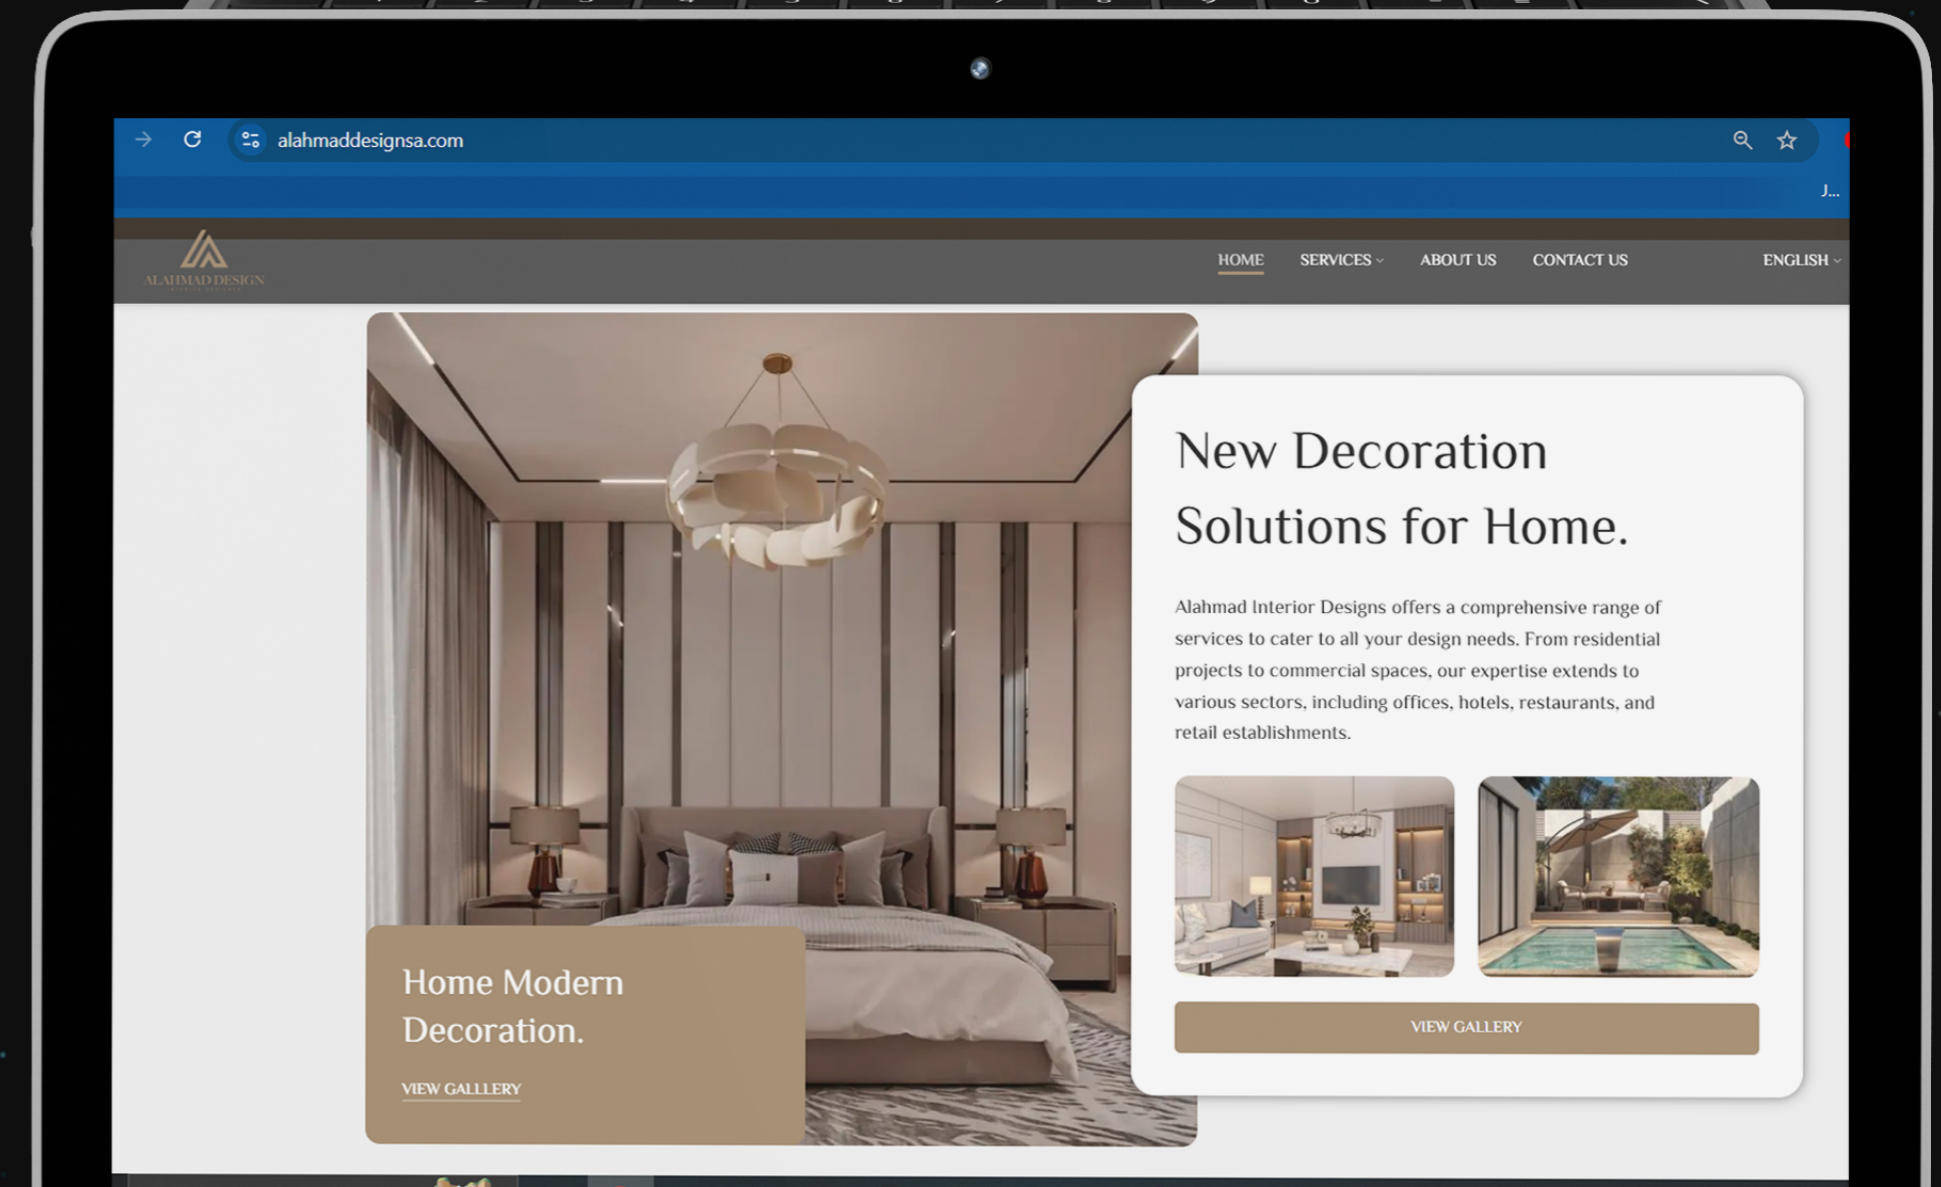 alahmaddesignsa.com
J...
ALAHMAD DESIGN
HOME
SERVICES
ABOUT US
CONTACT US
ENGLISH
New Decoration
Solutions for Home.
Alahmad Interior Designs offers a comprehensive range of
services to cater to all your design needs. From residential
projects to commercial spaces, our expertise extends to
various sectors, including offices, hotels, restaurants, and
retail establishments.
VIEW GALLERY
Home Modern
Decoration.
VIEW GALLLERY